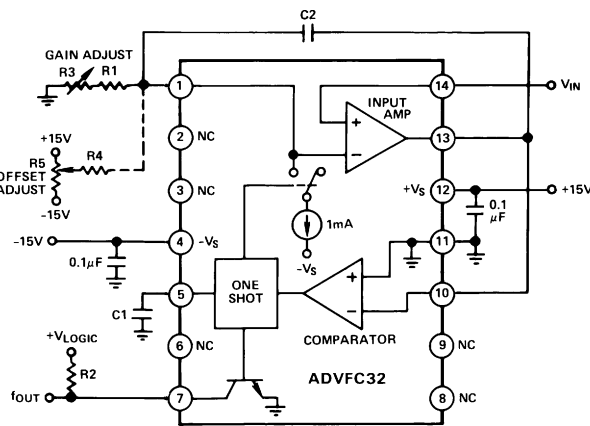 C2
GAIN ADJUST
R3 R1
1
14
VIN
INPUT
AMP
+
−
2 NC
13
+15V
R5
OFFSET
ADJUST
R4
-15V
3 NC
+VS 12
+15V
0.1
µF
1mA
-VS
-15V
4 -VS
0.1µF
11
5
C1
ONE
SHOT
+
−
10
COMPARATOR
+VLOGIC
R2
6 NC
9 NC
ADVFC32
fOUT
7
8 NC